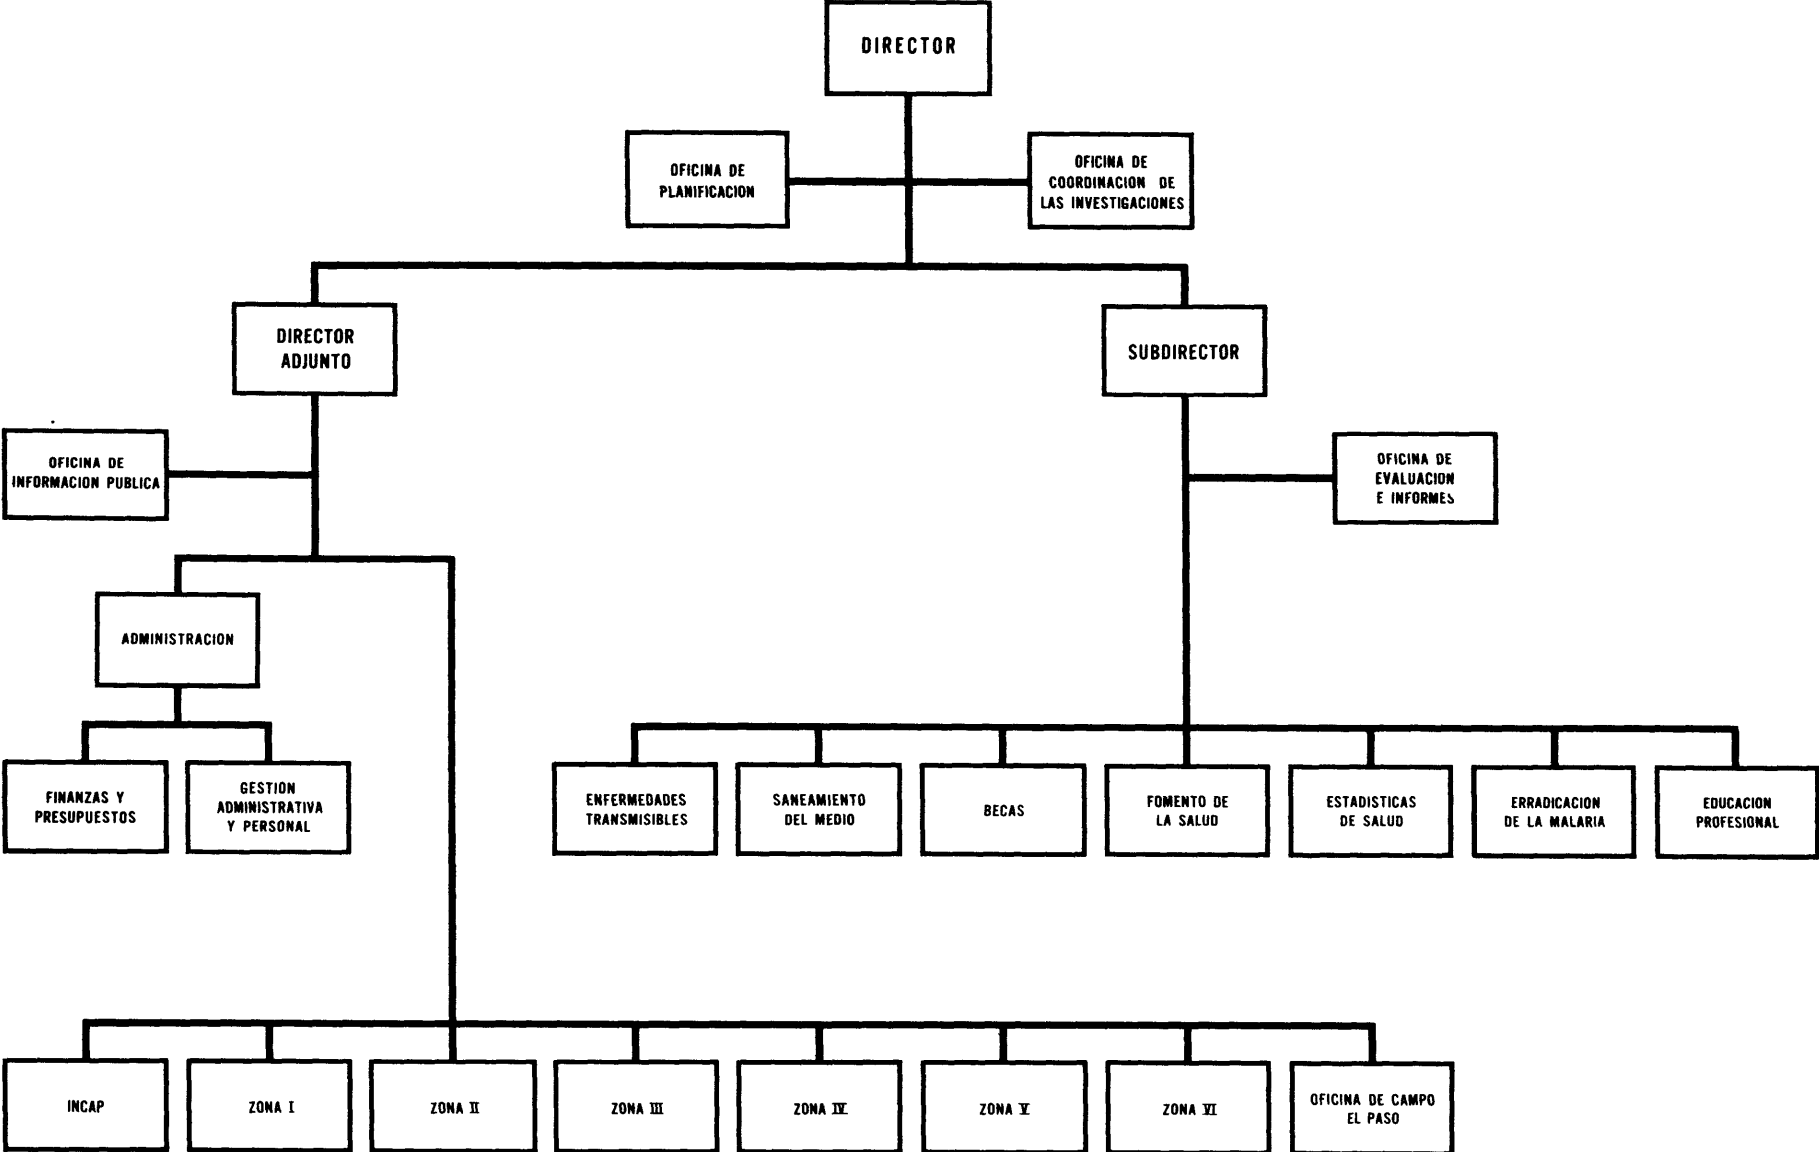 DIRECTOR
OFICINA DE
PLANIFICACION
OFICINA DE
COORDINACION DE
LAS INVESTIGACIONES
DIRECTOR
ADJUNTO
SUBDIRECTOR
OFICINA DE
INFORMACION PUBLICA
OFICINA DE
EVALUACION
E INFORMES
ADMINISTRACION
FINANZAS Y
PRESUPUESTOS
GESTION
ADMINISTRATIVA
Y PERSONAL
ENFERMEDADES
TRANSMISIBLES
SANEAMIENTO
DEL MEDIO
BECAS
FOMENTO DE
LA SALUD
ESTADISTICAS
DE SALUD
ERRADICACION
DE LA MALARIA
EDUCACION
PROFESIONAL
INCAP
ZONA I
ZONA II
ZONA III
ZONA IV
ZONA V
ZONA VI
OFICINA DE CAMPO
EL PASO